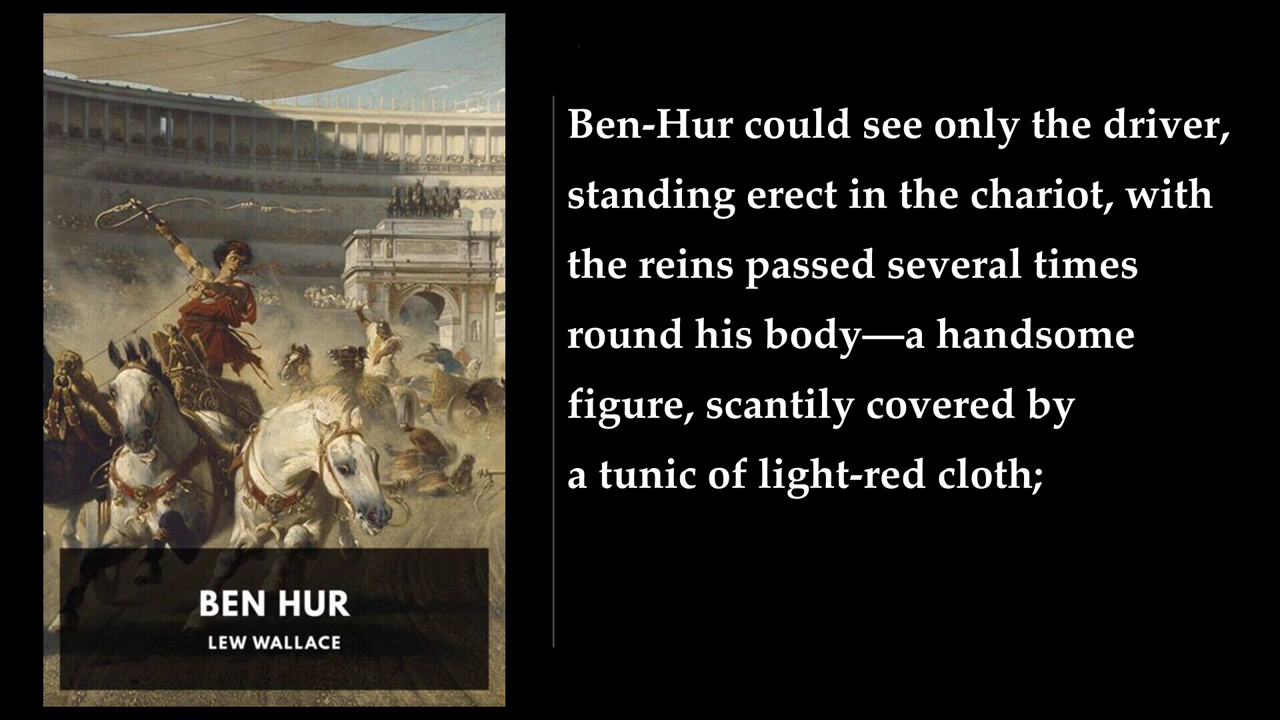 Ben-Hur could see only the driver,
standing erect in the chariot, with
the reins passed several times
round his body—a handsome
figure, scantily covered by
a tunic of light-red cloth;
BEN HUR
LEW WALLACE